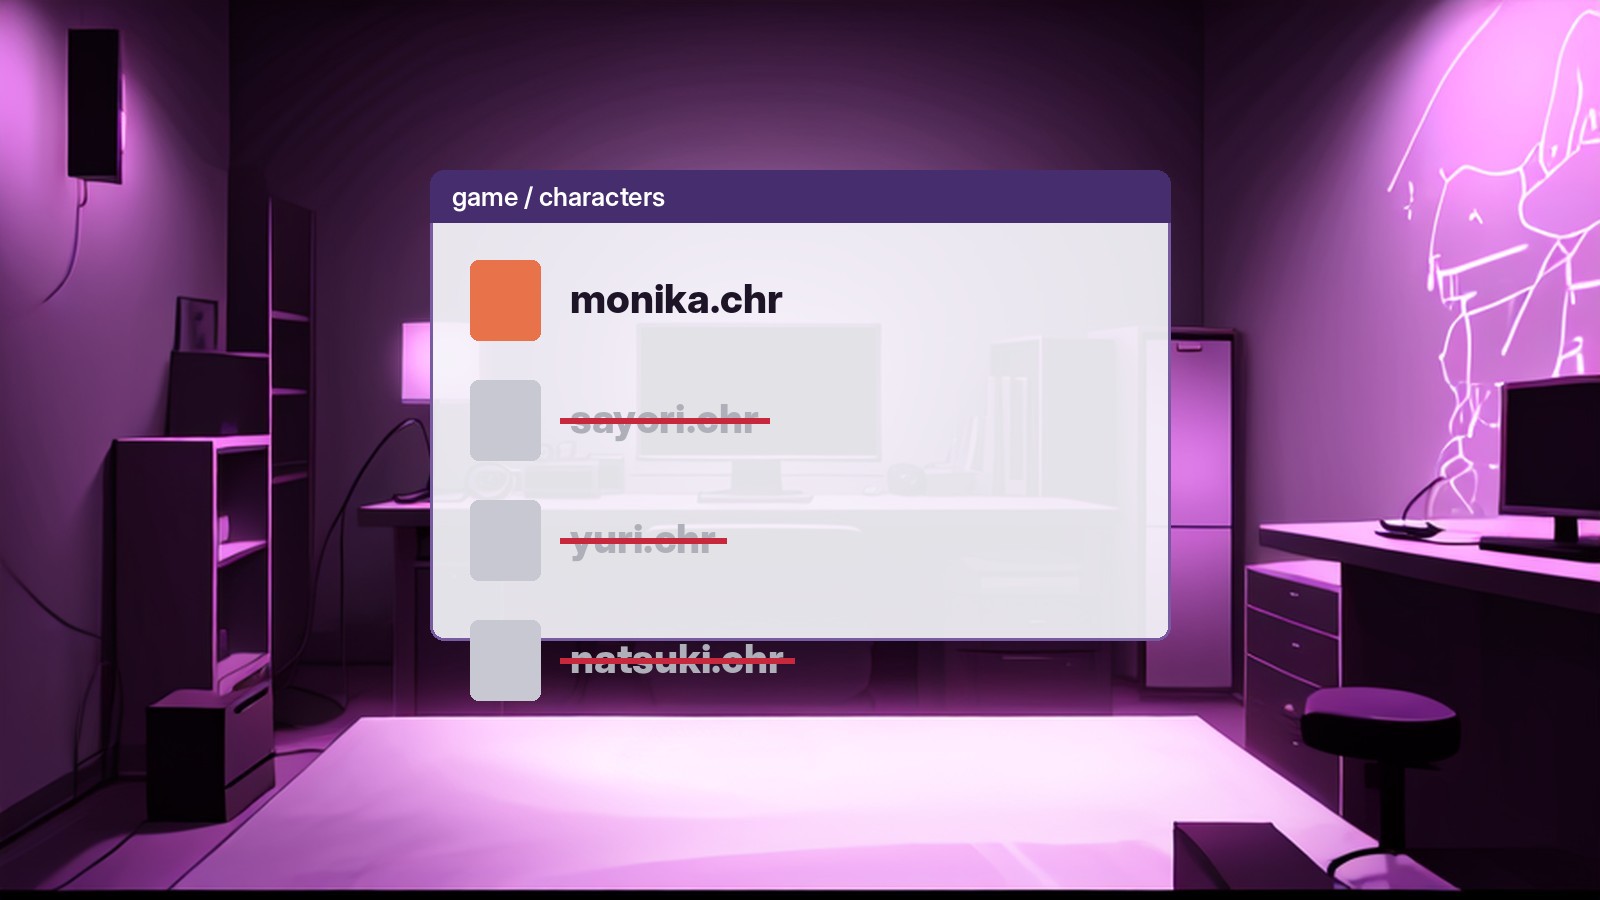 game / characters
monika.chr
sayori.chr
yuri.chr
natsuki.chr